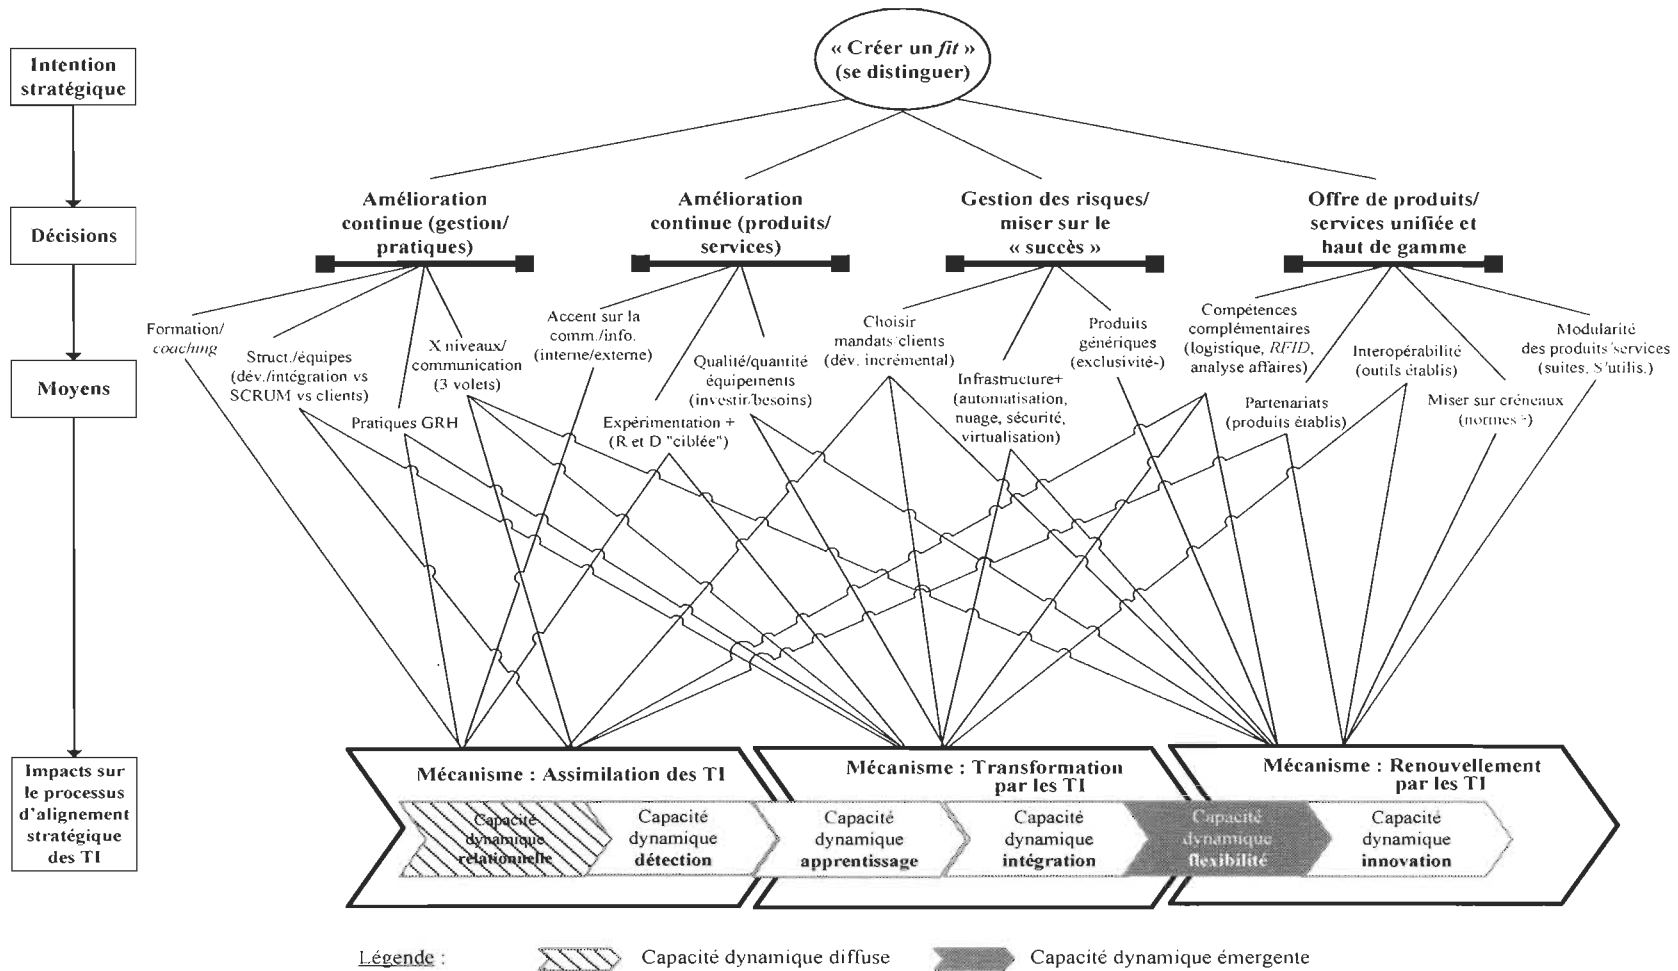 « Créer un fit »
(se distinguer)
Intention
stratégique
Décisions
Moyens
Impacts sur
le processus
d'alignement
stratégique
des TI
Amélioration
continue (gestion/
pratiques)
Amélioration
continue (produits/
services)
Gestion des risques/
miser sur le
« succès »
Offre de produits/
services unifiée et
haut de gamme
Formation/
coaching
Struct./équipes
(dév./intégration vs
SCRUM vs clients)
Pratiques GRH
X niveaux/
communication
(3 volets)
Accent sur la
comm./info.
(interne/externe)
Expérimentation +
(R et D "ciblée")
Qualité/quantité
équipements
(investir/besoins)
Choisir
mandats/clients
(dév. incrémental)
Infrastructure+
(automatisation,
nuage, sécurité,
virtualisation)
Produits
génériques
(exclusivité-)
Compétences
complémentaires
(logistique, RFID,
analyse affaires)
Partenariats
(produits établis)
Interopérabilité
(outils établis)
Miser sur créneaux
(normes
Modularité
des produits/services
(suites, S'utilis.)
Mécanisme : Assimilation des TI
Capacité
dynamique
relationnelle
Capacité
dynamique
détection
Mécanisme : Transformation
par les TI
Capacité
dynamique
apprentissage
Capacité
dynamique
intégration
Mécanisme : Renouvellement
par les TI
Capacité
dynamique
flexibilité
Capacité
dynamique
innovation
Légende :
Capacité dynamique diffuse
Capacité dynamique émergente